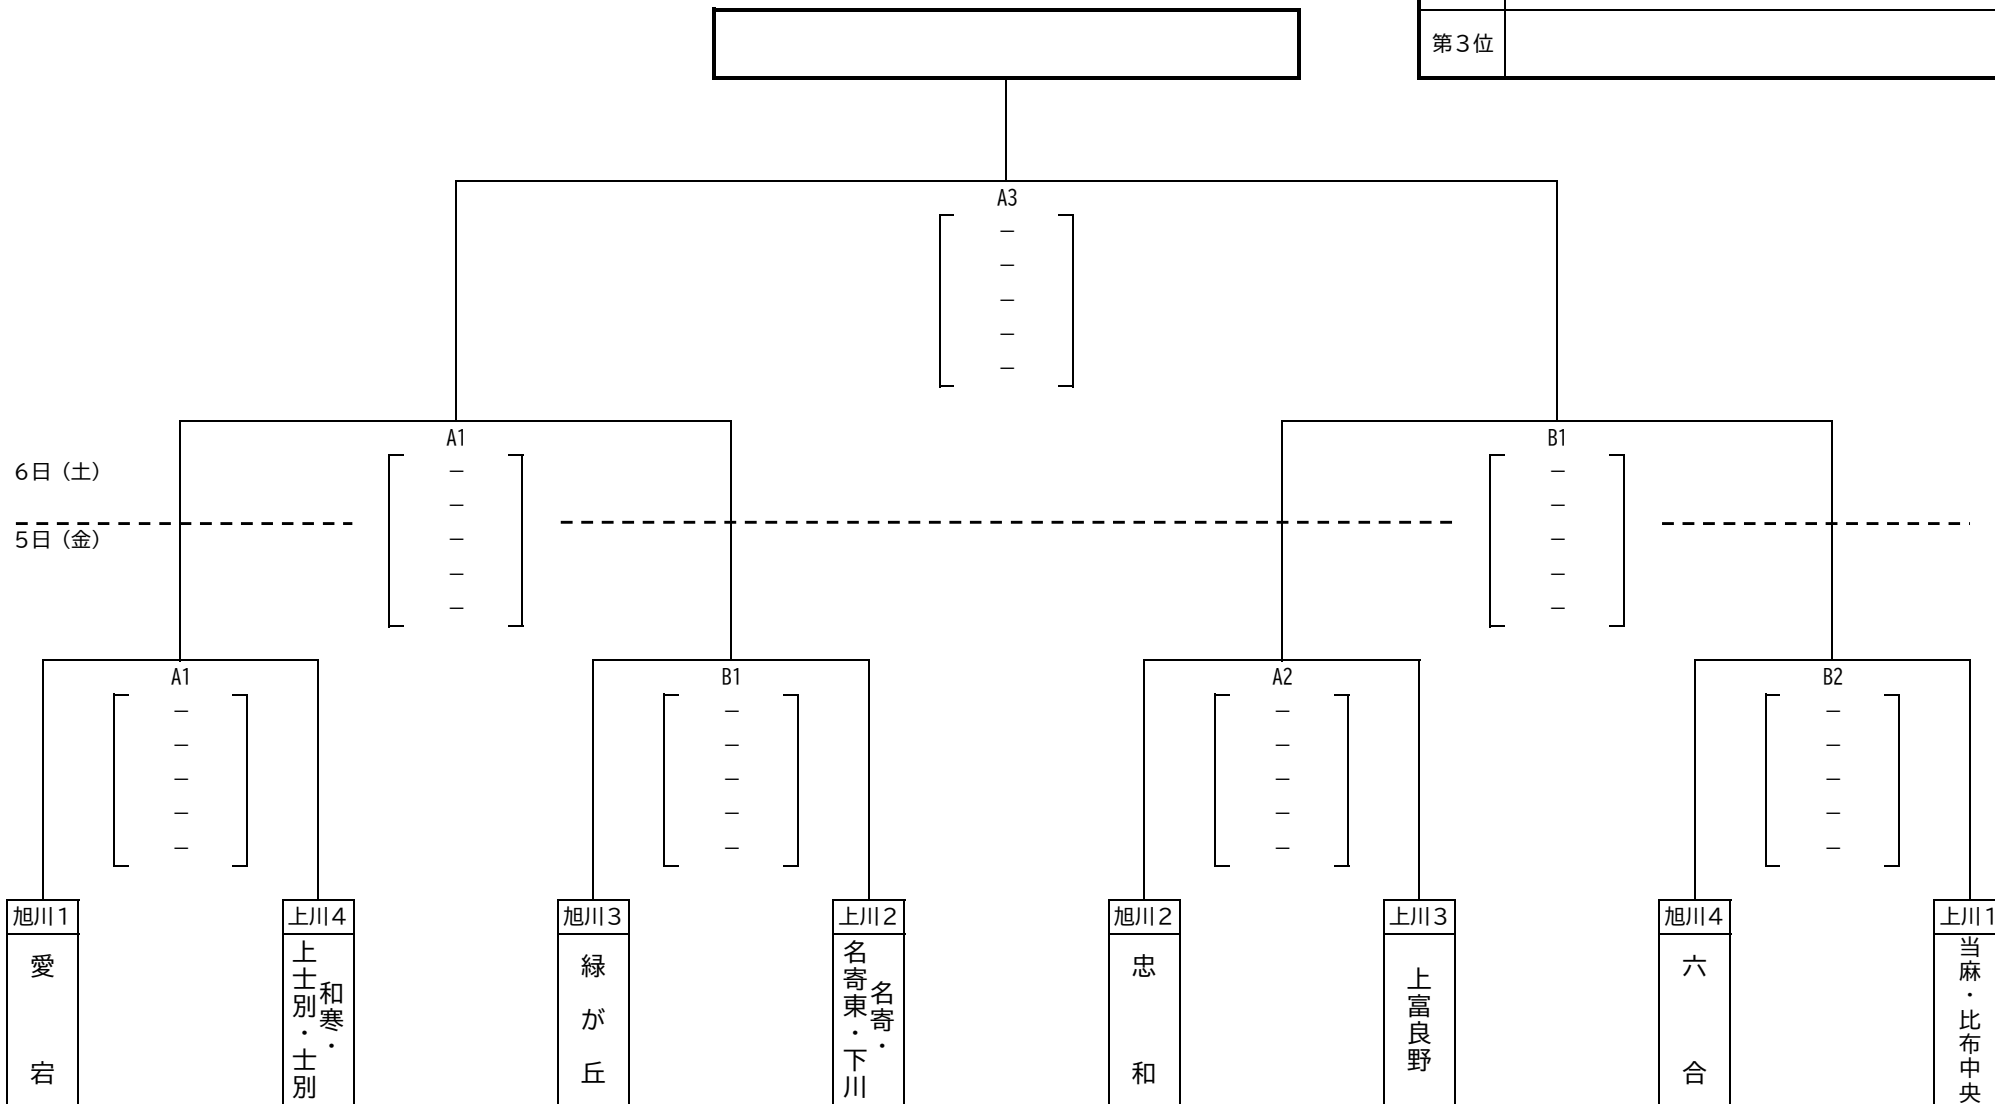 第3位
A3
－
－
－
－
－
A1
－
－
－
－
－
B1
－
－
－
－
－
6日（土）
5日（金）
A1
－
－
－
－
－
B1
－
－
－
－
－
A2
－
－
－
－
－
B2
－
－
－
－
－
旭川1
愛宕
上川4
和寒・
上士別・士別
旭川3
緑が丘
上川2
名寄・
名寄東・下川
旭川2
忠和
上川3
上富良野
旭川4
六合
上川1
当麻・比布中央